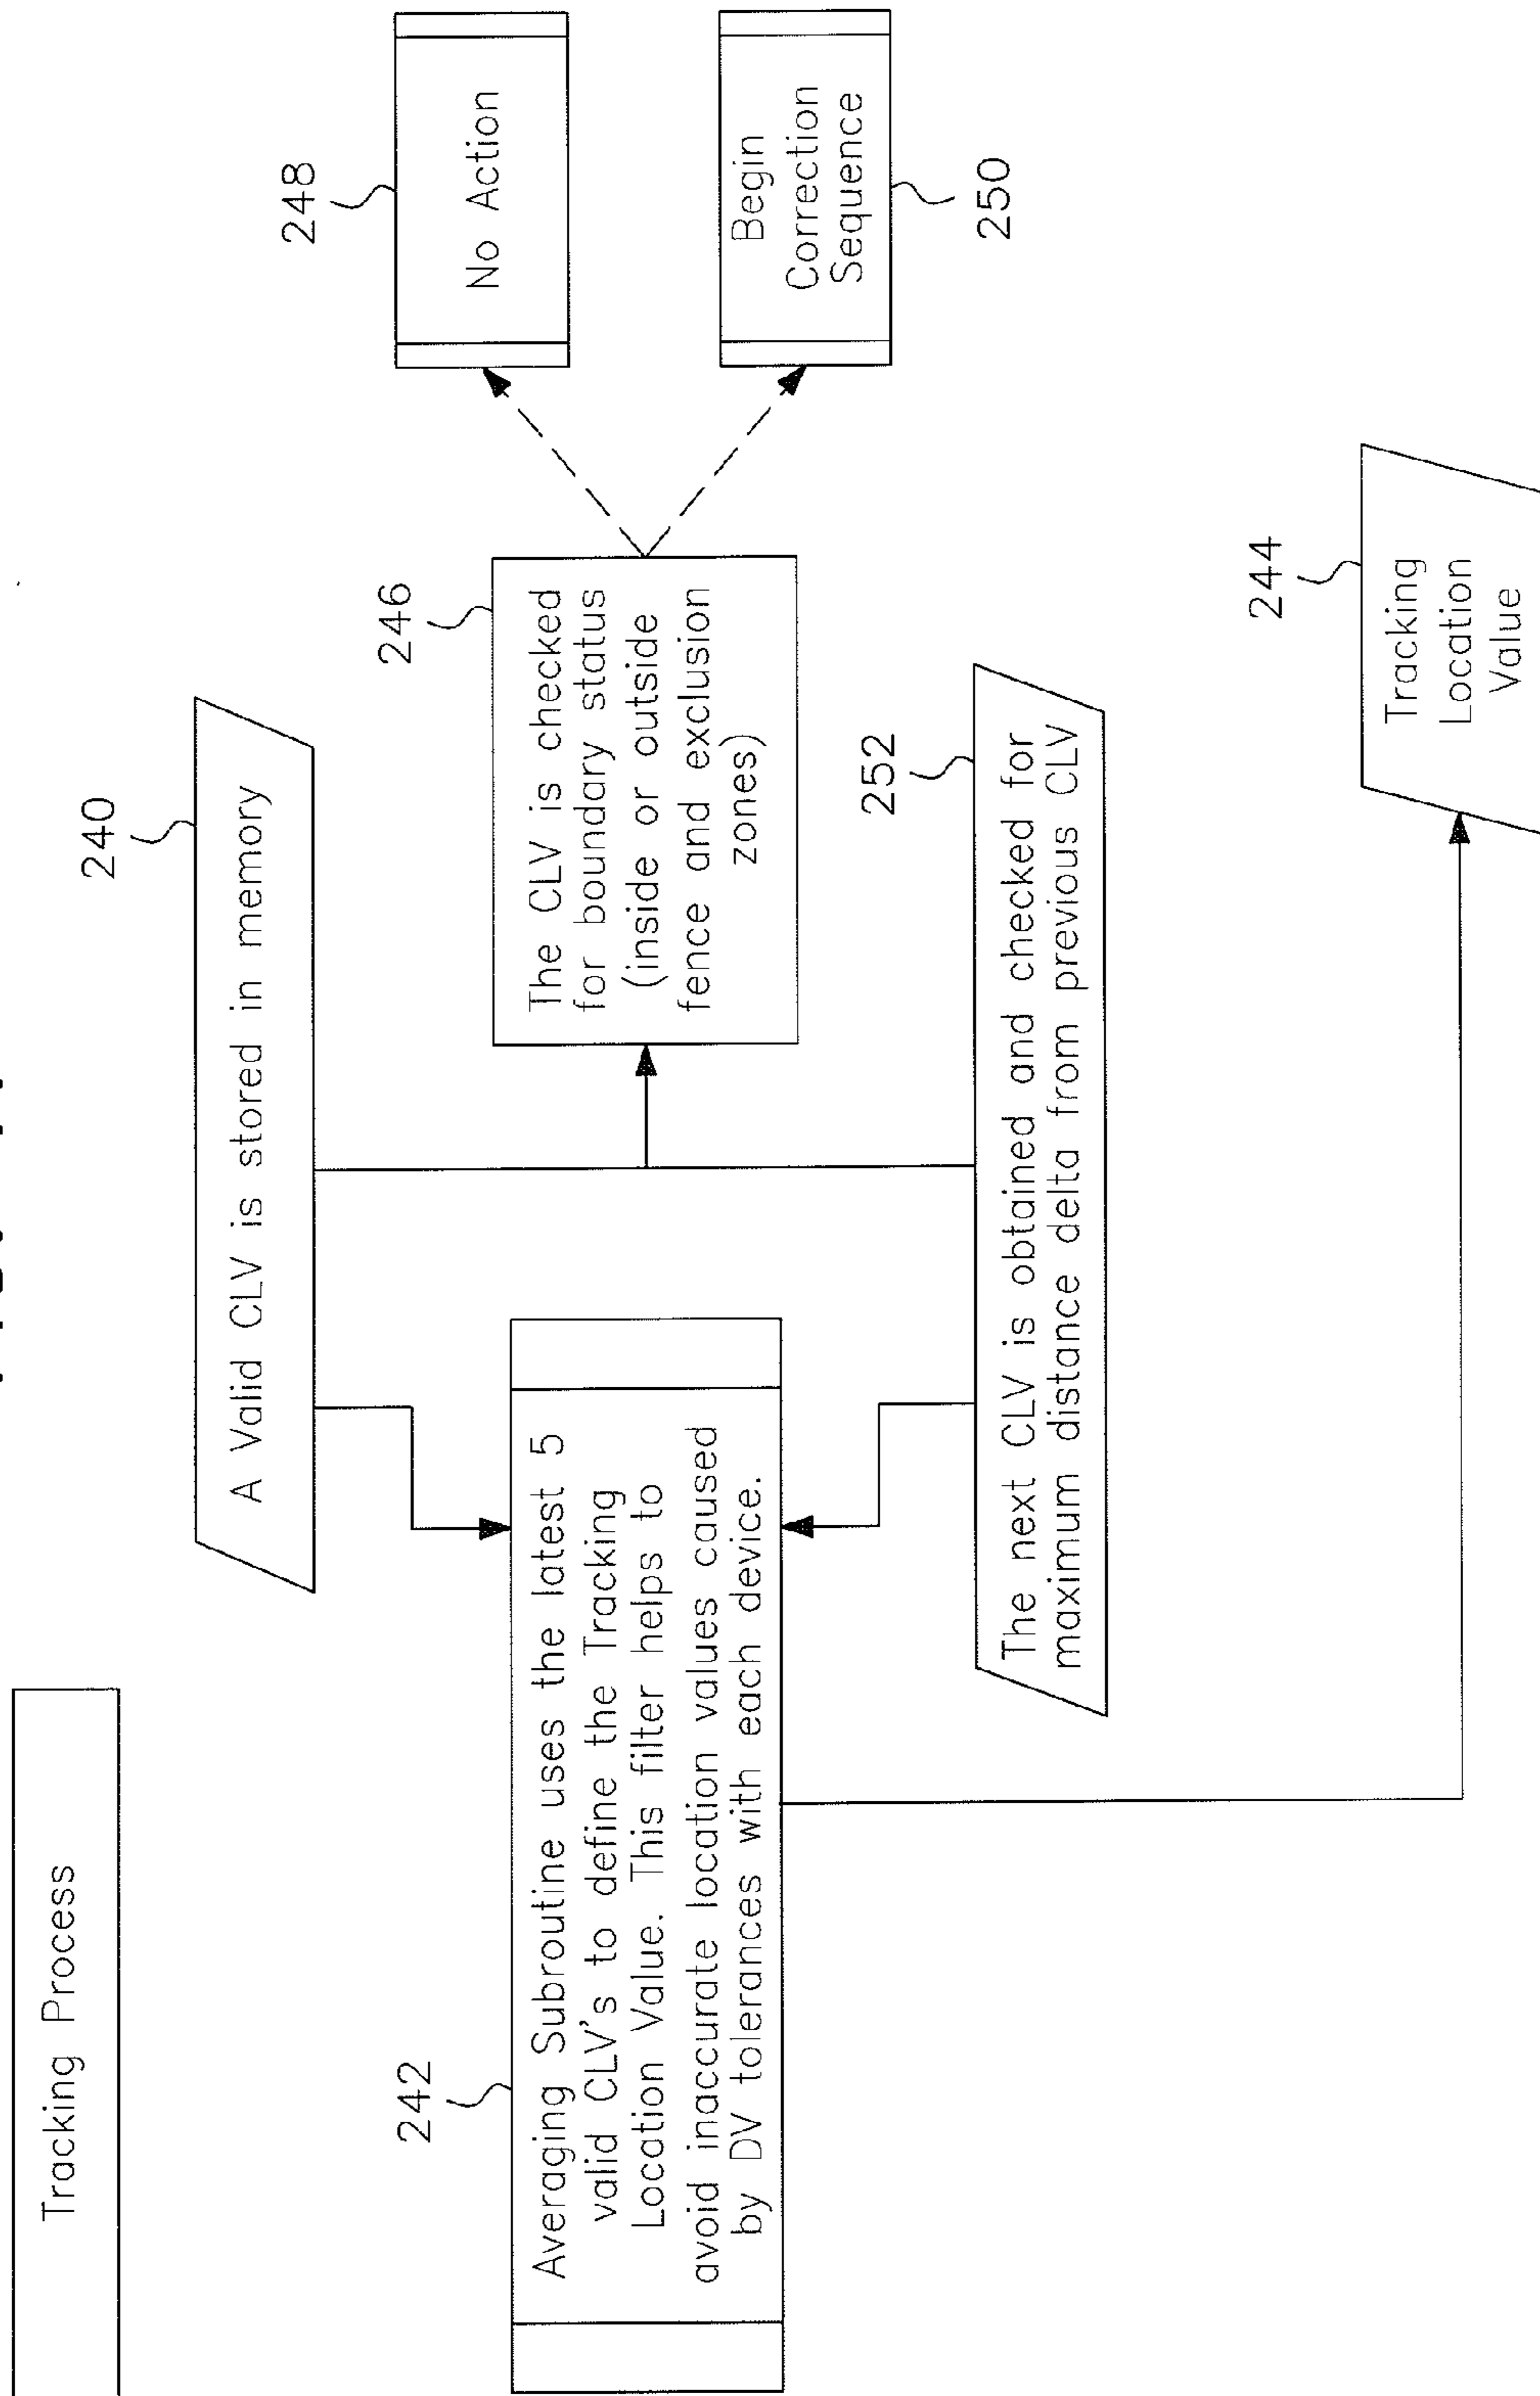 Tracking Process
240
A Valid CLV is stored in memory
242
Averaging Subroutine uses the latest 5
valid CLV's to define the Tracking
Location Value. This filter helps to
avoid inaccurate location values caused
by DV tolerances with each device.
246
The CLV is checked
for boundary status
(inside or outside
fence and exclusion
zones)
248
No Action
Begin
Correction
Sequence
250
252
The next CLV is obtained and checked for
maximum distance delta from previous CLV
244
Tracking
Location
Value